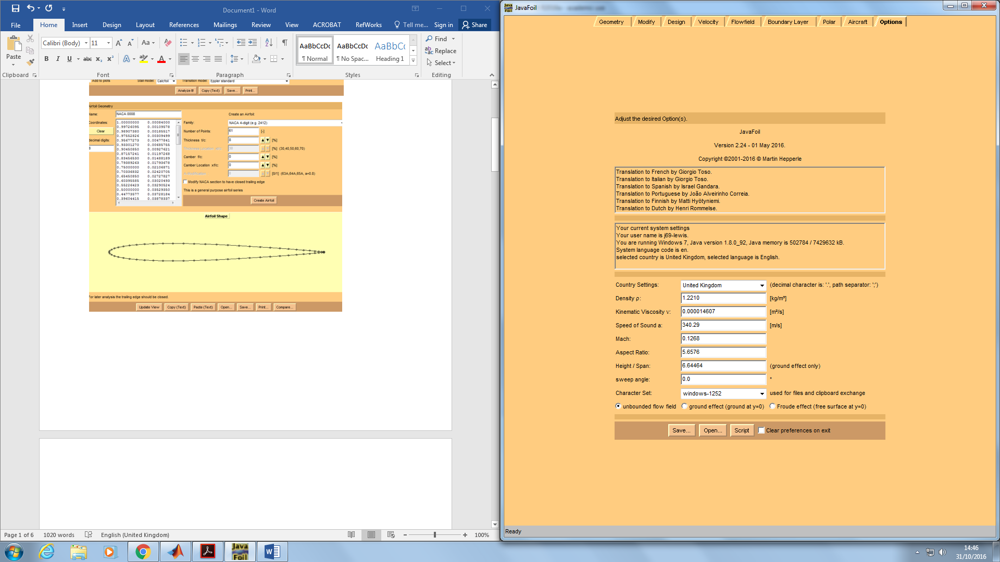 Document1 - Word
File Home Insert Design Layout References Mailings Review View ACROBAT RefWorks Tell me... Sign in Share
Paste
Calibri (Body) 11
Aa
B I U abc x₂ x² A A
AaBbCcDc AaBbCcDc AaBbCc
¶ Normal ¶ No Spac... Heading 1
Find
Replace
Select
Clipboard Font Paragraph Styles Editing
Add to plots Stall model: Calcfoil Transition model: Eppler standard
Analyze It! Copy (Text) Save... Print...
Airfoil Geometry
Name: NACA 0008 Create an Airfoil:
Coordinates:
Clear
decimal digits:
8
1.00000000 0.00084000
0.99726095 0.00109578
0.98907380 0.00185517
0.97552826 0.00309499
0.95677273 0.00477841
0.93301270 0.00685755
0.90450850 0.00927621
0.87157241 0.01197268
0.83456530 0.01488189
0.79389263 0.01793678
0.75000000 0.02106871
0.70336832 0.02420705
0.65450850 0.02727827
0.60395585 0.03020493
0.55226423 0.03290524
0.50000000 0.03529350
0.44773577 0.03728184
0.39604415 0.03878337
Family: NACA 4-digit (e.g. 2412)
Number of Points: 61 [-]
Thickness t/c: 8 [%]
Thickness Location xt/c: 30 [%] (30,40,50,60,70)
Camber f/c: 0 [%]
Camber Location xf/c: 0 [%]
A-Modification: 0 [0/1] (63A,64A,65A, a=0.8)
Modify NACA section to have closed trailing edge
This is a general purpose airfoil series
Create Airfoil
Airfoil Shape
For later analysis the trailing edge should be closed.
Update View Copy (Text) Paste (Text) Open... Save... Print... Compare...
Page 1 of 6 1020 words English (United Kingdom) 100%
JavaFoil
Geometry Modify Design Velocity Flowfield Boundary Layer Polar Aircraft Options
Adjust the desired Option(s).
JavaFoil
Version 2.24 - 01 May 2016.
Copyright ©2001-2016 © Martin Hepperle
Translation to French by Giorgio Toso.
Translation to Italian by Giorgio Toso.
Translation to Spanish by Israel Gandara.
Translation to Portuguese by João Alveirinho Correia.
Translation to Finnish by Matti Hyötyniemi.
Translation to Dutch by Henri Rommelse.
Your current system settings
Your user name is j69-lewis.
You are running Windows 7, Java version 1.8.0_92, Java memory is 502784 / 7429632 kB.
System language code is en.
selected country is United Kingdom, selected language is English.
Country Settings: United Kingdom (decimal character is: '.', path separator: ';')
Density ρ: 1.2210 [kg/m³]
Kinematic Viscosity ν: 0.000014607 [m²/s]
Speed of Sound a: 340.29 [m/s]
Mach: 0.1268
Aspect Ratio: 5.6576
Height / Span: 6.64464 (ground effect only)
sweep angle: 0.0 °
Character Set: windows-1252 used for files and clipboard exchange
unbounded flow field ground effect (ground at y=0) Froude effect (free surface at y=0)
Save... Open... Script Clear preferences on exit
Ready
Java Foil
14:46
31/10/2016